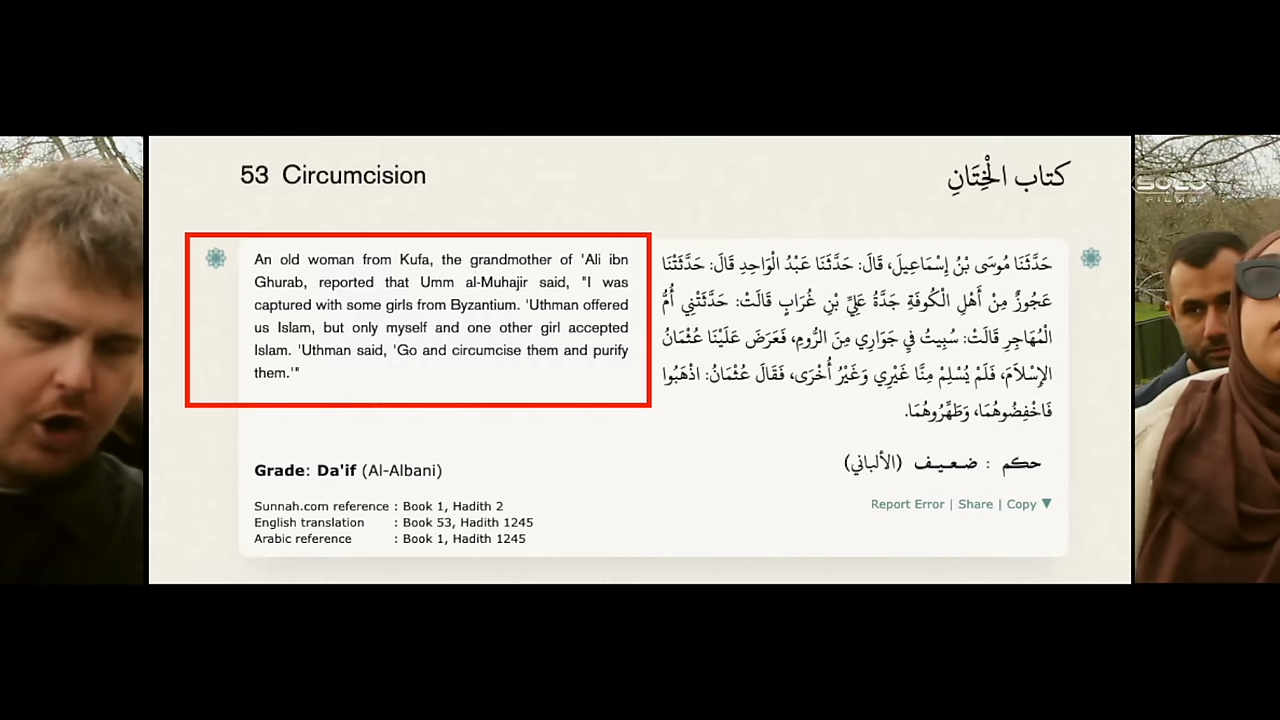 53 Circumcision
كتاب الْخِتَانِ
An old woman from Kufa, the grandmother of 'Ali ibn
Ghurab, reported that Umm al-Muhajir said, "I was
captured with some girls from Byzantium. 'Uthman offered
us Islam, but only myself and one other girl accepted
Islam. 'Uthman said, 'Go and circumcise them and purify
them.'"
حَدَّثَنَا مُوسَى بْنُ إِسْمَاعِيلَ، قَالَ: حَدَّثَنَا عَبْدُ الْوَاحِدِ قَالَ: حَدَّثَتْنَا
عَجُوزٌ مِنْ أَهْلِ الْكُوفَةِ جَدَّةُ عَلِيِّ بْنِ غُرَابٍ قَالَتْ: حَدَّثَتْنِي أُمُّ
الْمُهَاجِرِ قَالَتْ: سُبِيتُ فِي جَوَارِي مِنَ الرُّومِ، فَعَرَضَ عَلَيْنَا عُثْمَانُ
الإِسْلاَمَ، فَلَمْ يُسْلِمْ مِنَّا غَيْرِي وَغَيْرُ أُخْرَى، فَقَالَ عُثْمَانُ: اذْهَبُوا
فَاخْفِضُوهُمَا، وَطَهِّرُوهُمَا.
Grade: Da'if (Al-Albani)
حكم : ضعيف (الألباني)
Sunnah.com reference : Book 1, Hadith 2
English translation : Book 53, Hadith 1245
Arabic reference : Book 1, Hadith 1245
Report Error | Share | Copy ▼
SOCO
FILMS